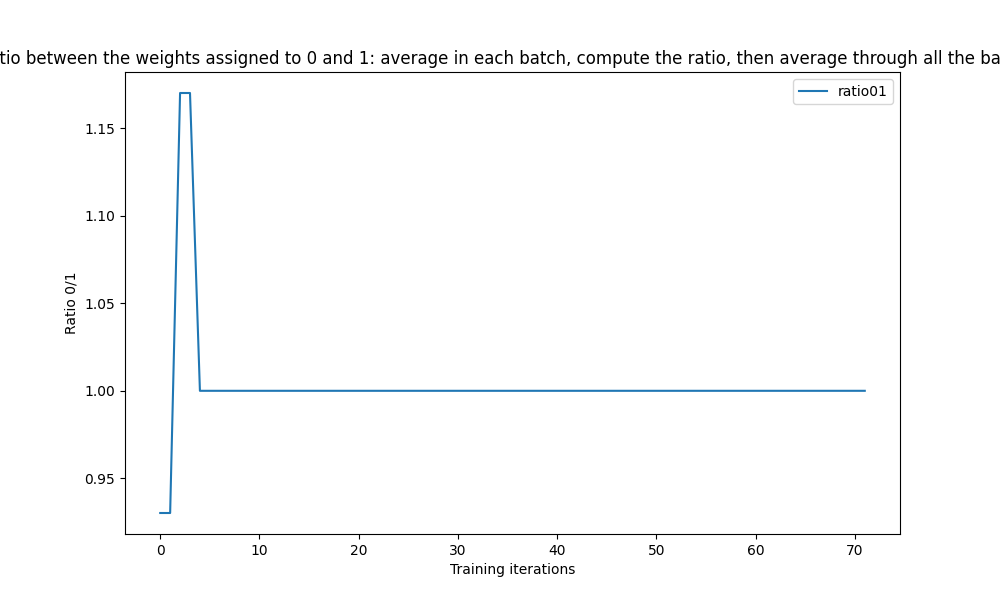 tio between the weights assigned to 0 and 1: average in each batch, compute the ratio, then average through all the ba
ratio01
1.15
1.10
1.05
1.00
0.95
Ratio 0/1
0 10 20 30 40 50 60 70
Training iterations